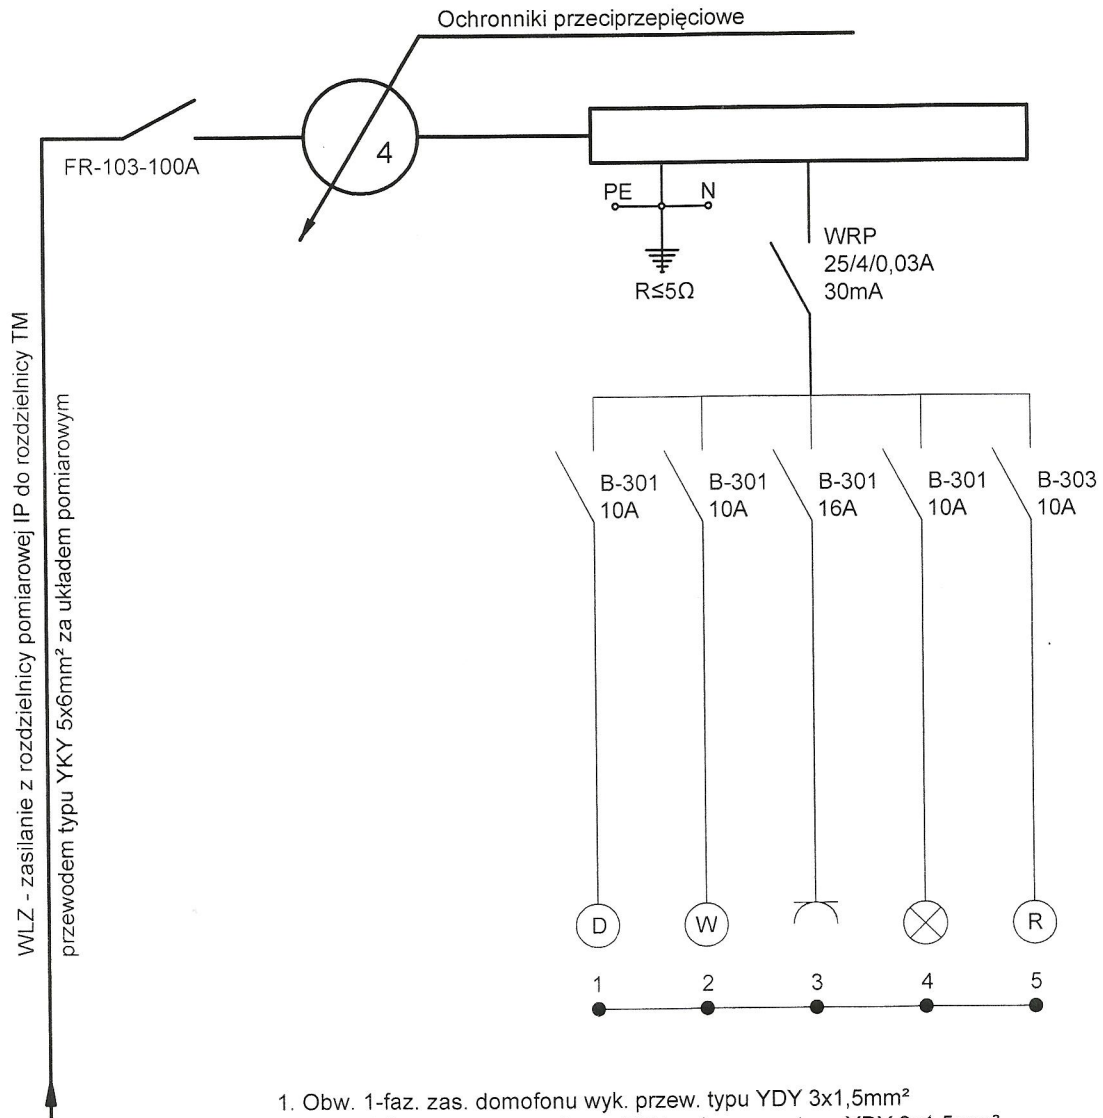 Ochronniki przeciprzepięciowe
4
FR-103-100A
PE
N
R≤5Ω
WRP
25/4/0,03A
30mA
WLZ - zasilanie z rozdzielnicy pomiarowej IP do rozdzielnicy TM
przewodem typu YKY 5x6mm² za układem pomiarowym
B-301
10A
B-301
10A
B-301
16A
B-301
10A
B-303
10A
D
W
R
1
2
3
4
5
1. Obw. 1-faz. zas. domofonu wyk. przew. typu YDY 3x1,5mm²